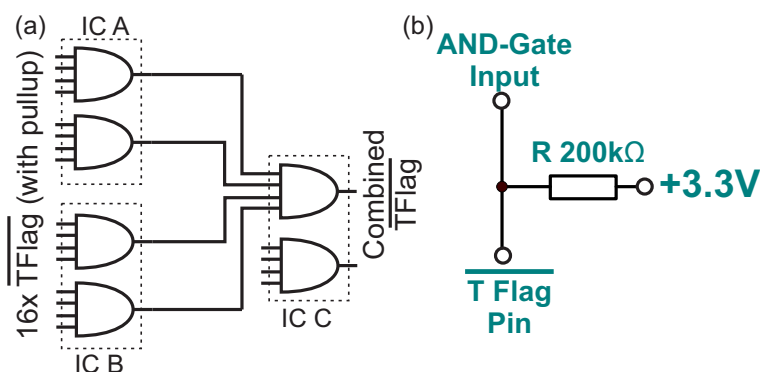 (a)
IC A
16x TFlag (with pullup)
IC B
IC C
Combined
TFlag
(b)
AND-Gate
Input
R 200kΩ
+3.3V
T Flag
Pin